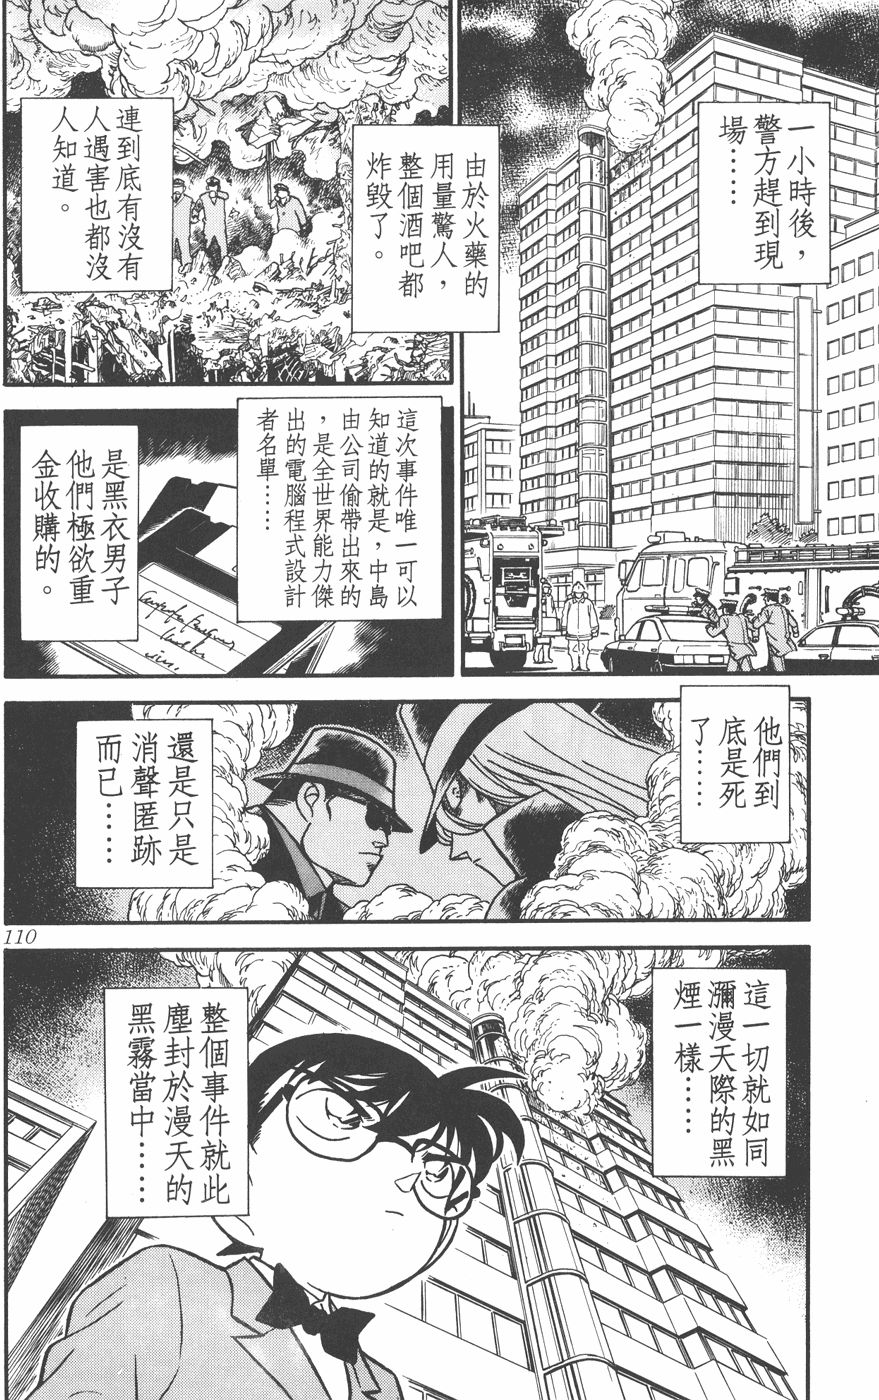 一小時後，
警方趕到現
場……
由於火藥的
用量驚人，
整個酒吧都
炸毀了。
連到底有沒有
人遇害也都沒
人知道。
這次事件唯一可以
知道的就是，中島
由公司偷帶出來的
，是全世界能力傑
出的電腦程式設計
者名單……
是黑衣男子
他們極欲重
金收購的。
他們到
底是死
了……
還是只是
消聲匿跡
而已……
110
這一切就如同
瀰漫天際的黑
煙一樣……
整個事件就此
塵封於漫天的
黑霧當中……